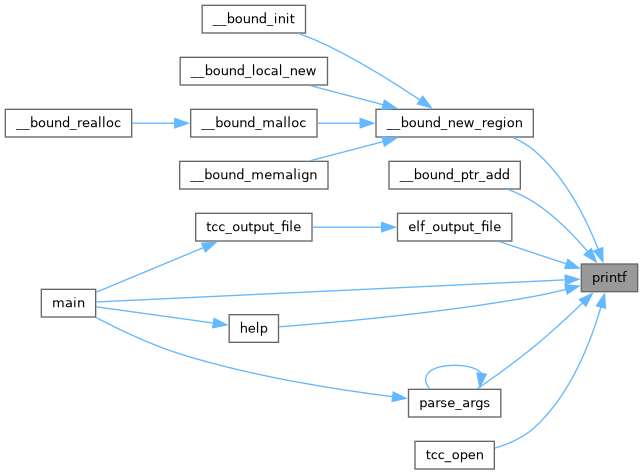 __bound_init
__bound_local_new
__bound_realloc
__bound_malloc
__bound_new_region
__bound_memalign
__bound_ptr_add
tcc_output_file
elf_output_file
printf
main
help
parse_args
tcc_open